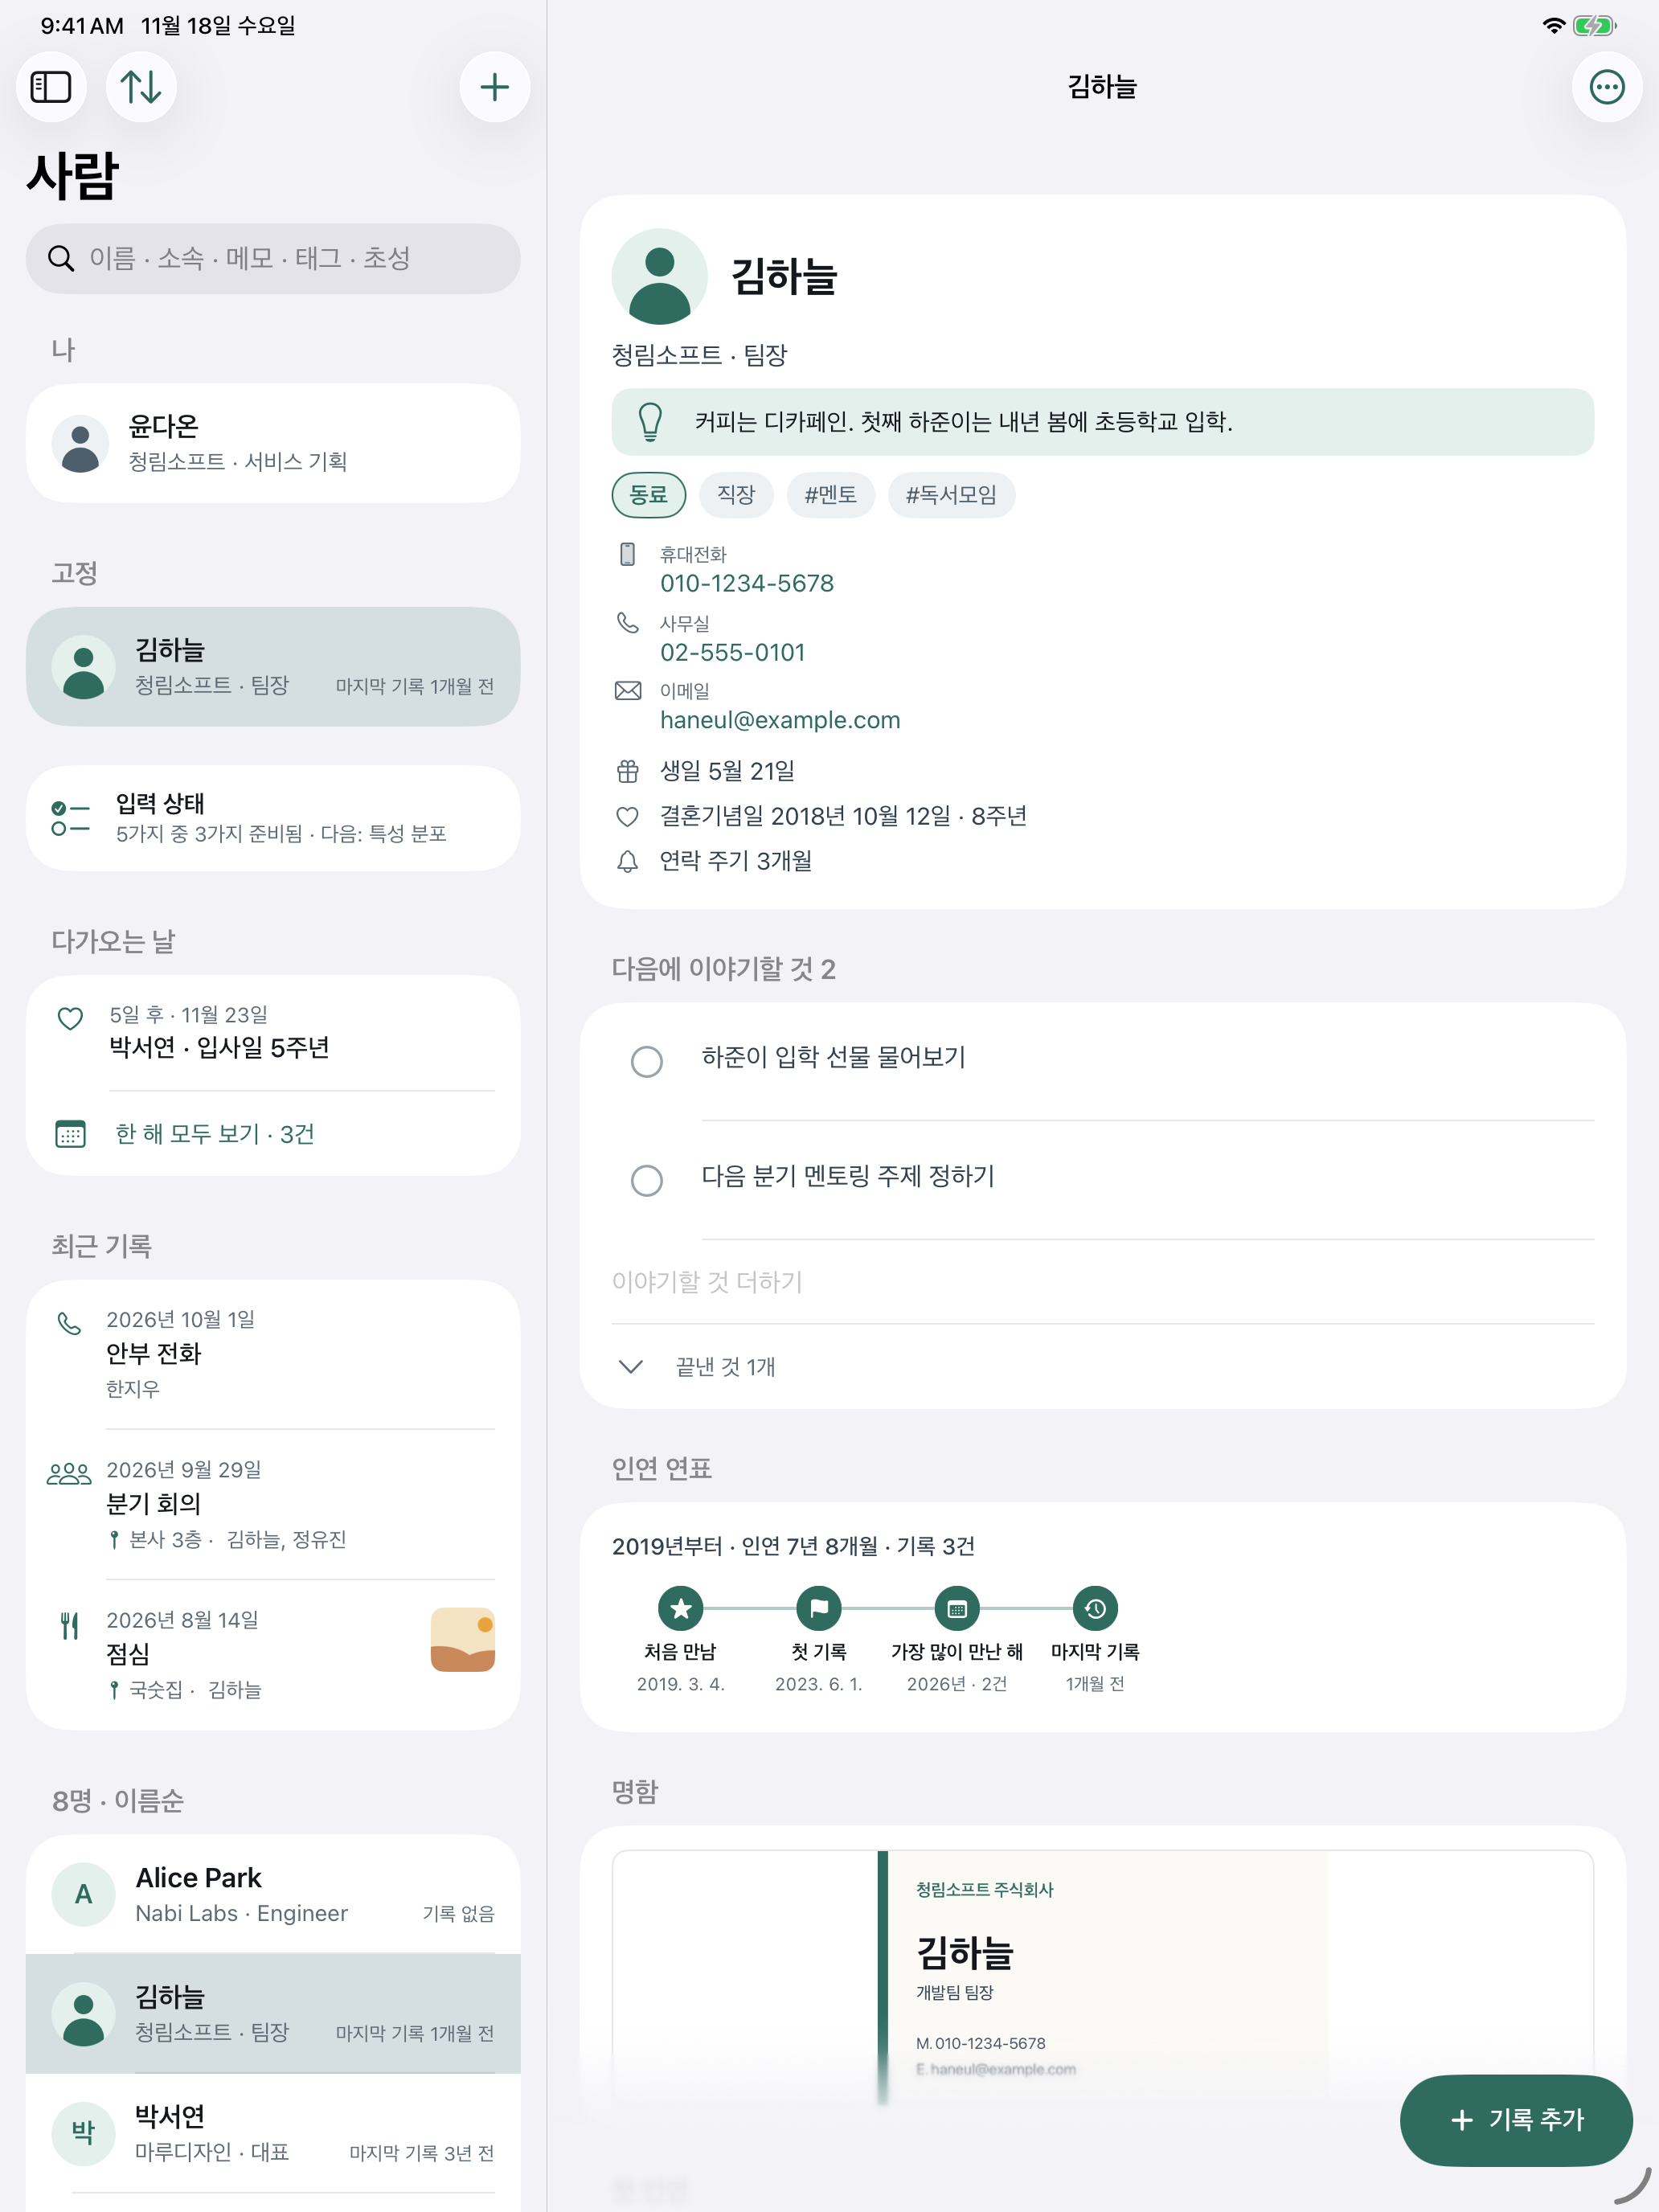 9:41 AM 11월 18일 수요일
사람
이름 · 소속 · 메모 · 태그 · 초성
나
윤다온
청림소프트 · 서비스 기획
고정
김하늘
청림소프트 · 팀장 마지막 기록 1개월 전
입력 상태
5가지 중 3가지 준비됨 · 다음: 특성 분포
다가오는 날
5일 후 · 11월 23일
박서연 · 입사일 5주년
한 해 모두 보기 · 3건
최근 기록
2026년 10월 1일
안부 전화
한지우
2026년 9월 29일
분기 회의
본사 3층 · 김하늘, 정유진
2026년 8월 14일
점심
국숫집 · 김하늘
8명 · 이름순
A
Alice Park
Nabi Labs · Engineer 기록 없음
김하늘
청림소프트 · 팀장 마지막 기록 1개월 전
박
박서연
마루디자인 · 대표 마지막 기록 3년 전
김하늘
김하늘
청림소프트 · 팀장
커피는 디카페인. 첫째 하준이는 내년 봄에 초등학교 입학.
동료 직장 #멘토 #독서모임
휴대전화
010-1234-5678
사무실
02-555-0101
이메일
haneul@example.com
생일 5월 21일
결혼기념일 2018년 10월 12일 · 8주년
연락 주기 3개월
다음에 이야기할 것 2
하준이 입학 선물 물어보기
다음 분기 멘토링 주제 정하기
이야기할 것 더하기
끝낸 것 1개
인연 연표
2019년부터 · 인연 7년 8개월 · 기록 3건
처음 만남 첫 기록 가장 많이 만난 해 마지막 기록
2019. 3. 4. 2023. 6. 1. 2026년 · 2건 1개월 전
명함
청림소프트 주식회사
김하늘
개발팀 팀장
M. 010-1234-5678
E. haneul@example.com
기록 추가